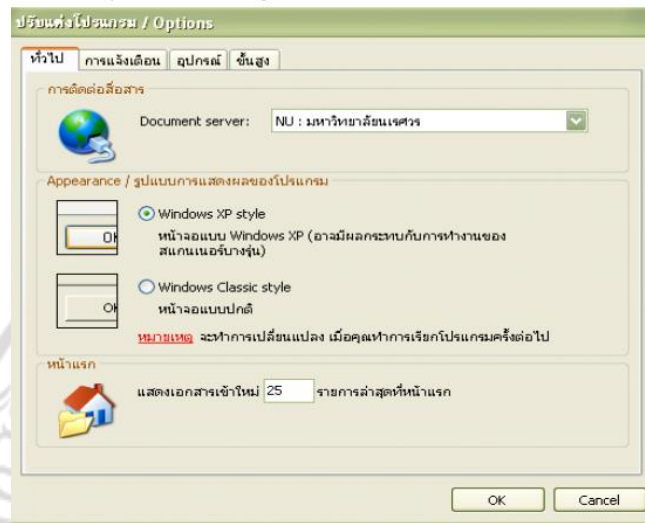 ปรับแต่งโปรแกรม / Options
ทั่วไป การแจ้งเตือน อุปกรณ์ ขั้นสูง
การติดต่อสื่อสาร
Document server: NU : มหาวิทยาลัยนเรศวร
Appearance / รูปแบบการแสดงผลของโปรแกรม
Windows XP style
หน้าจอแบบ Windows XP (อาจมีผลกระทบกับการทำงานของ
สแกนเนอร์บางรุ่น)
Windows Classic style
หน้าจอแบบปกติ
หมายเหตุ จะทำการเปลี่ยนแปลง เมื่อคุณทำการเรียกโปรแกรมครั้งต่อไป
หน้าแรก
แสดงเอกสารเข้าใหม่ 25 รายการล่าสุดที่หน้าแรก
OK Cancel